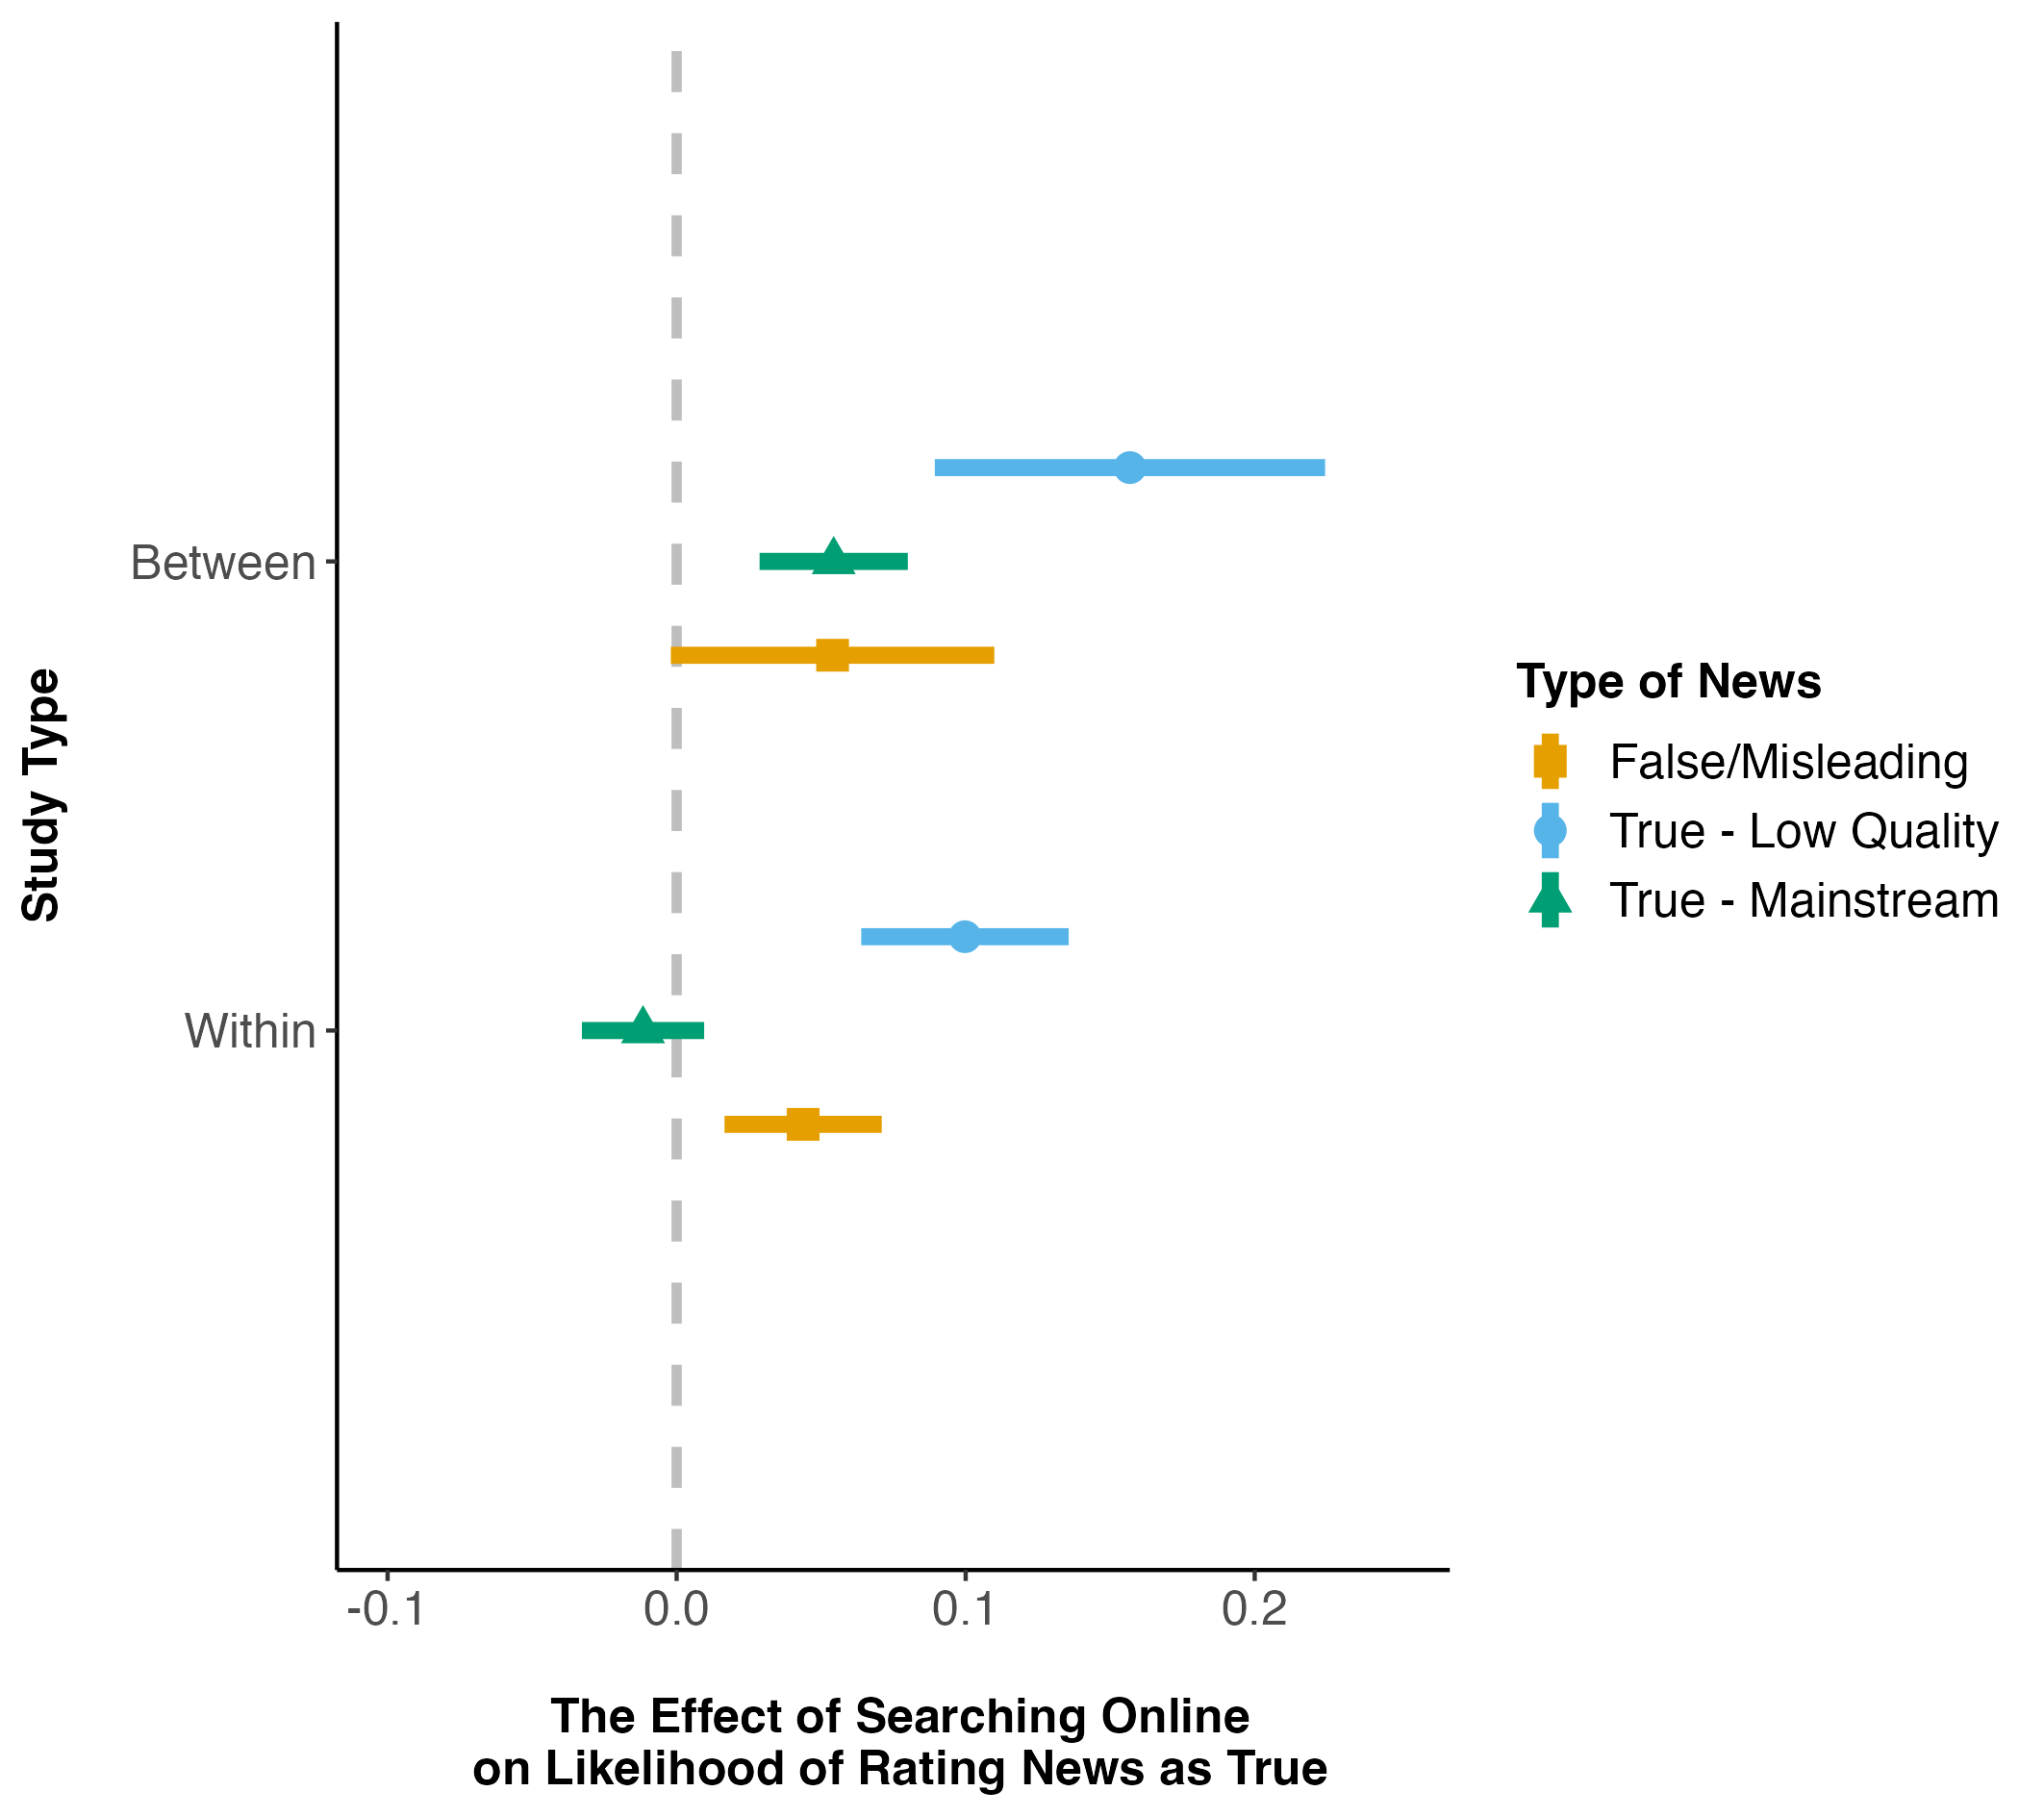 Study Type
Between
Within
-0.1 0.0 0.1 0.2
The Effect of Searching Online
on Likelihood of Rating News as True
Type of News
False/Misleading
True - Low Quality
True - Mainstream